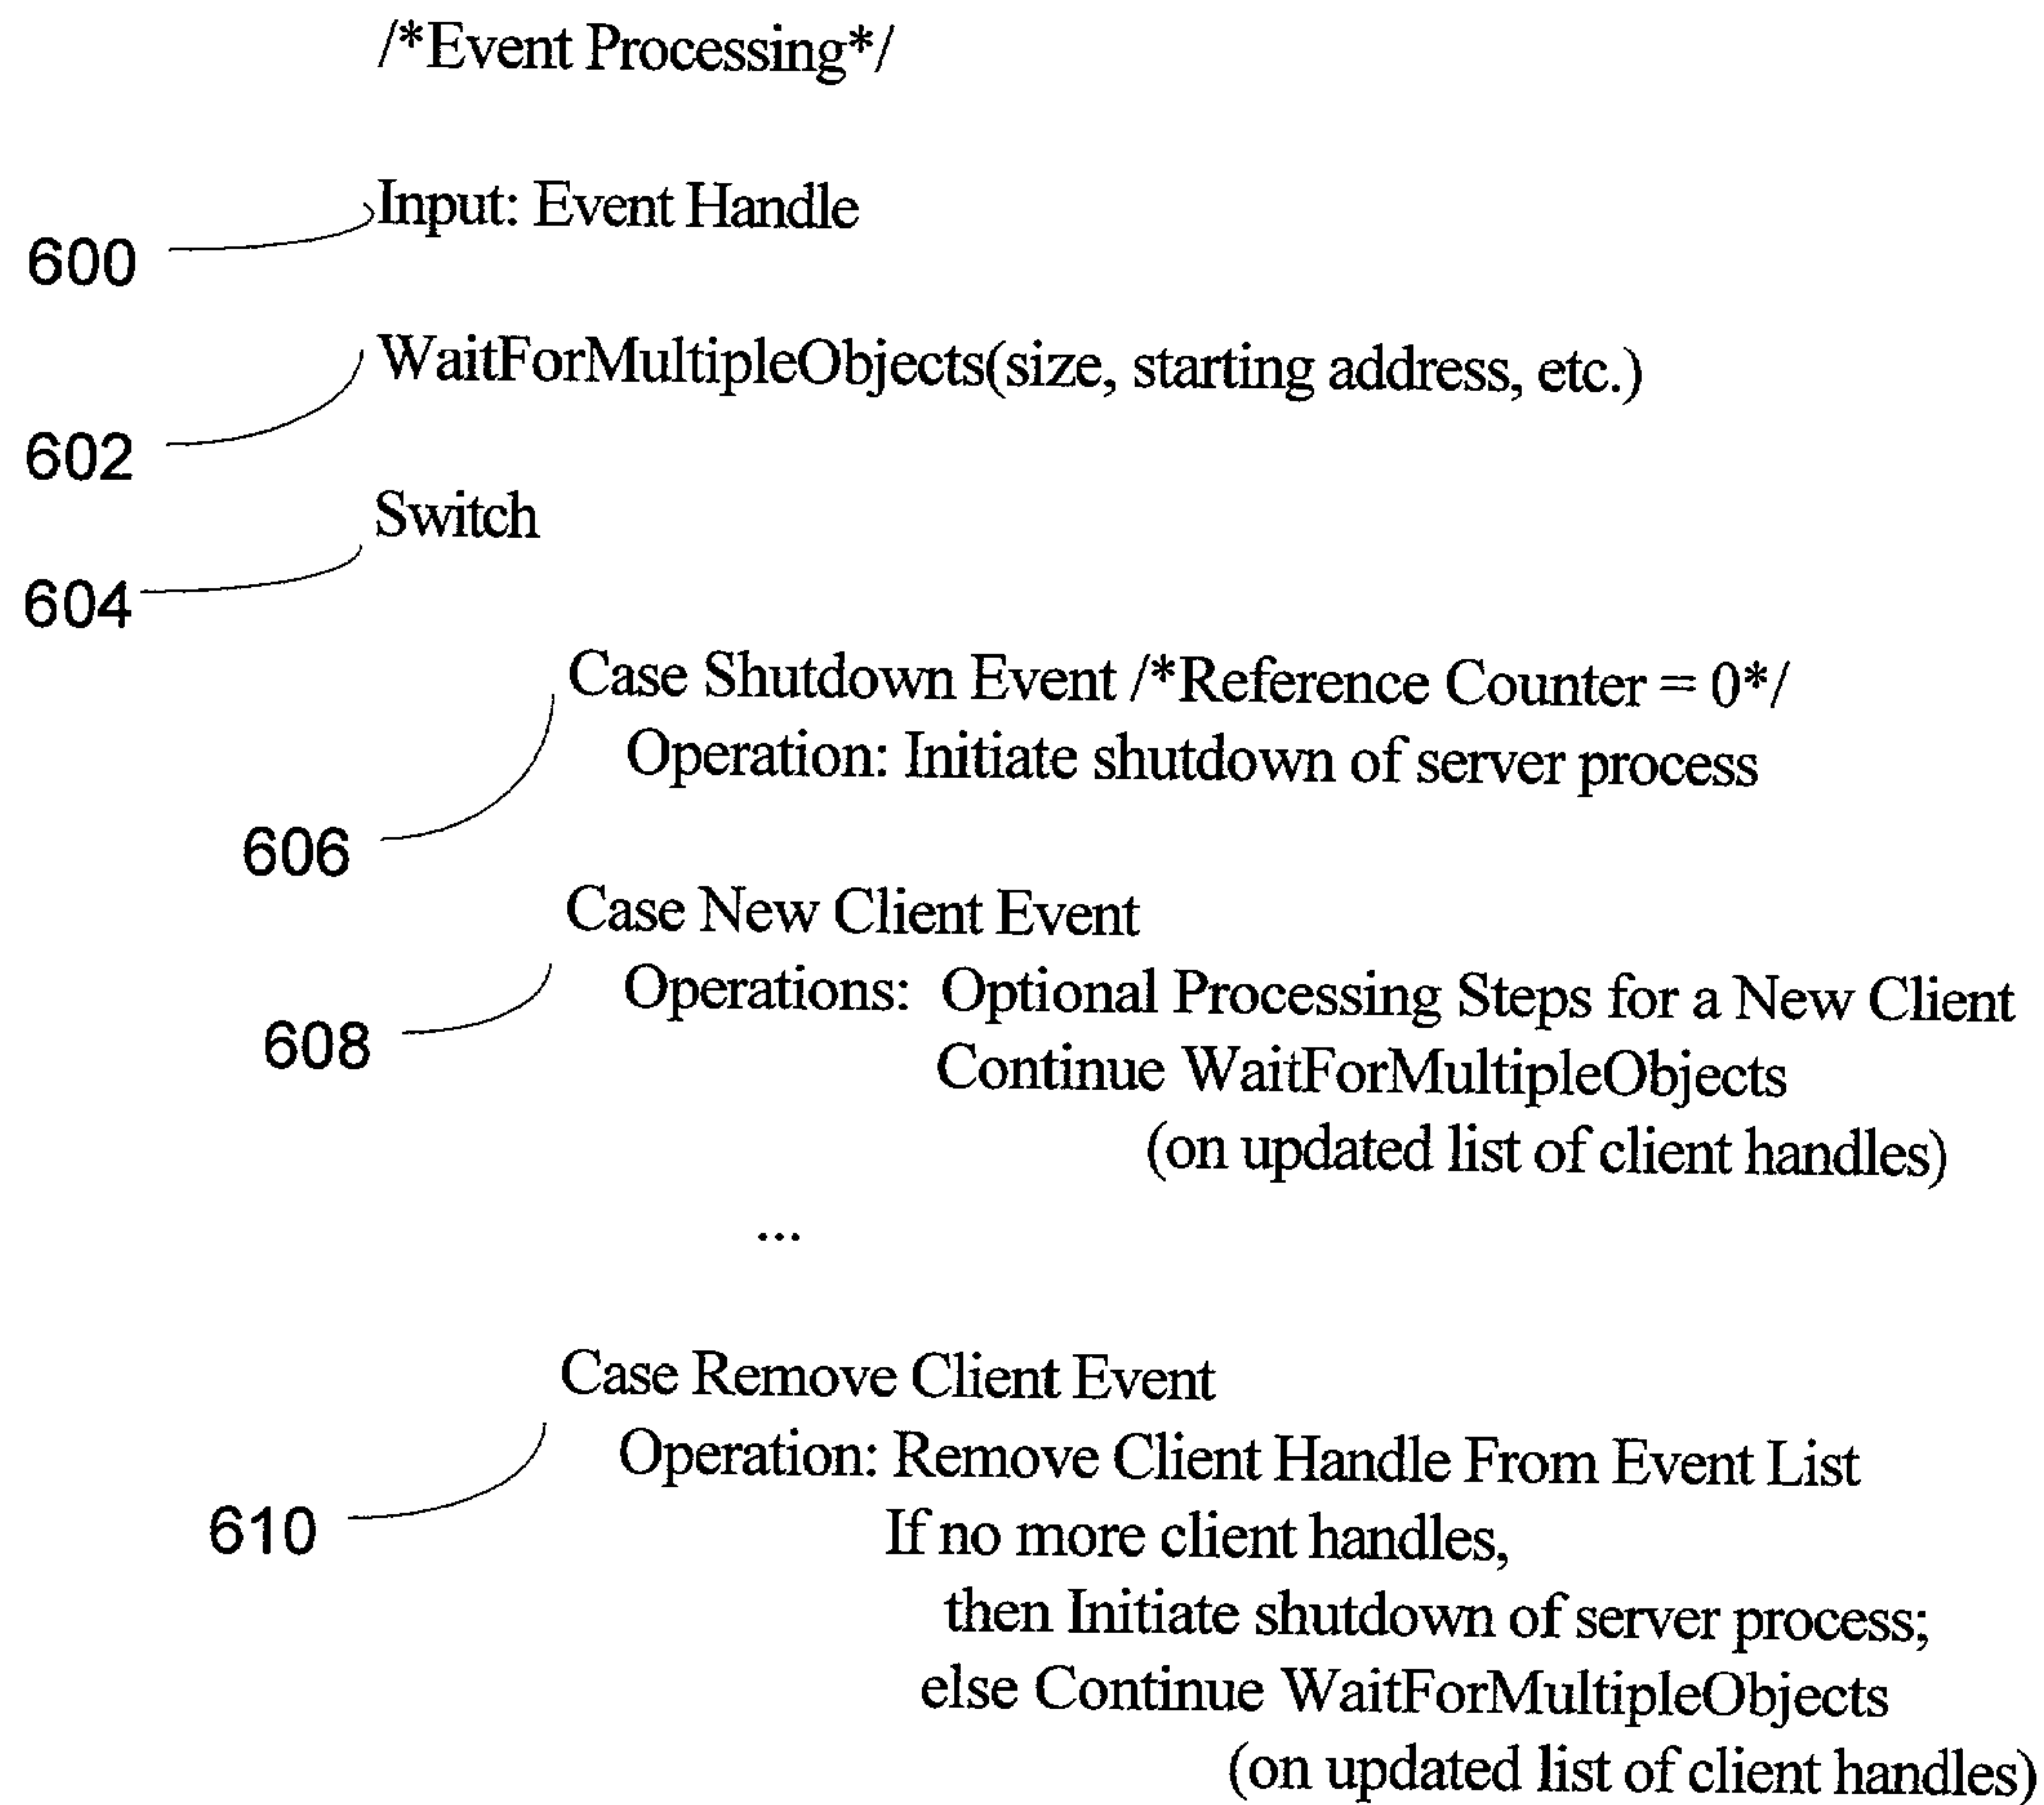 /*Event Processing*/
Input: Event Handle
600
WaitForMultipleObjects(size, starting address, etc.)
602
Switch
604
Case Shutdown Event /*Reference Counter = 0*/
Operation: Initiate shutdown of server process
606
Case New Client Event
Operations: Optional Processing Steps for a New Client
608
Continue WaitForMultipleObjects
(on updated list of client handles)
...
Case Remove Client Event
Operation: Remove Client Handle From Event List
610
If no more client handles,
then Initiate shutdown of server process;
else Continue WaitForMultipleObjects
(on updated list of client handles)